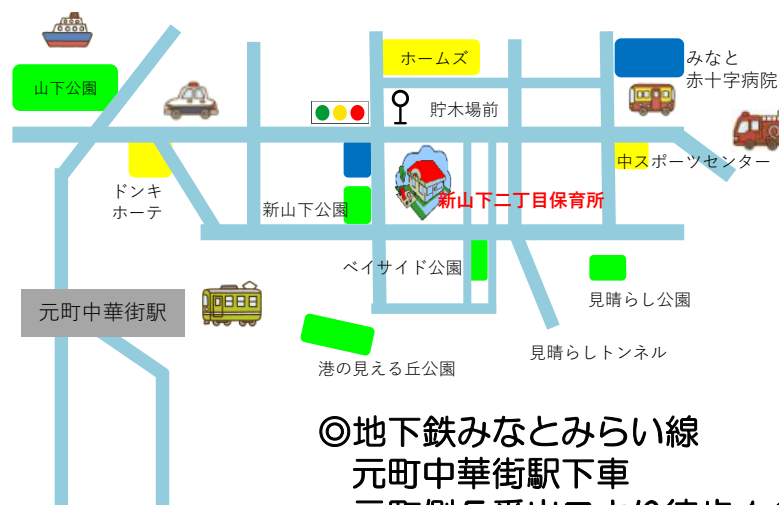 ホームズ
みなと
赤十字病院
山下公園
貯木場前
中スポーツセンター
ドンキ
ホーテ
新山下公園
新山下二丁目保育所
ベイサイド公園
見晴らし公園
元町中華街駅
見晴らしトンネル
港の見える丘公園
◎地下鉄みなとみらい線
元町中華街駅下車